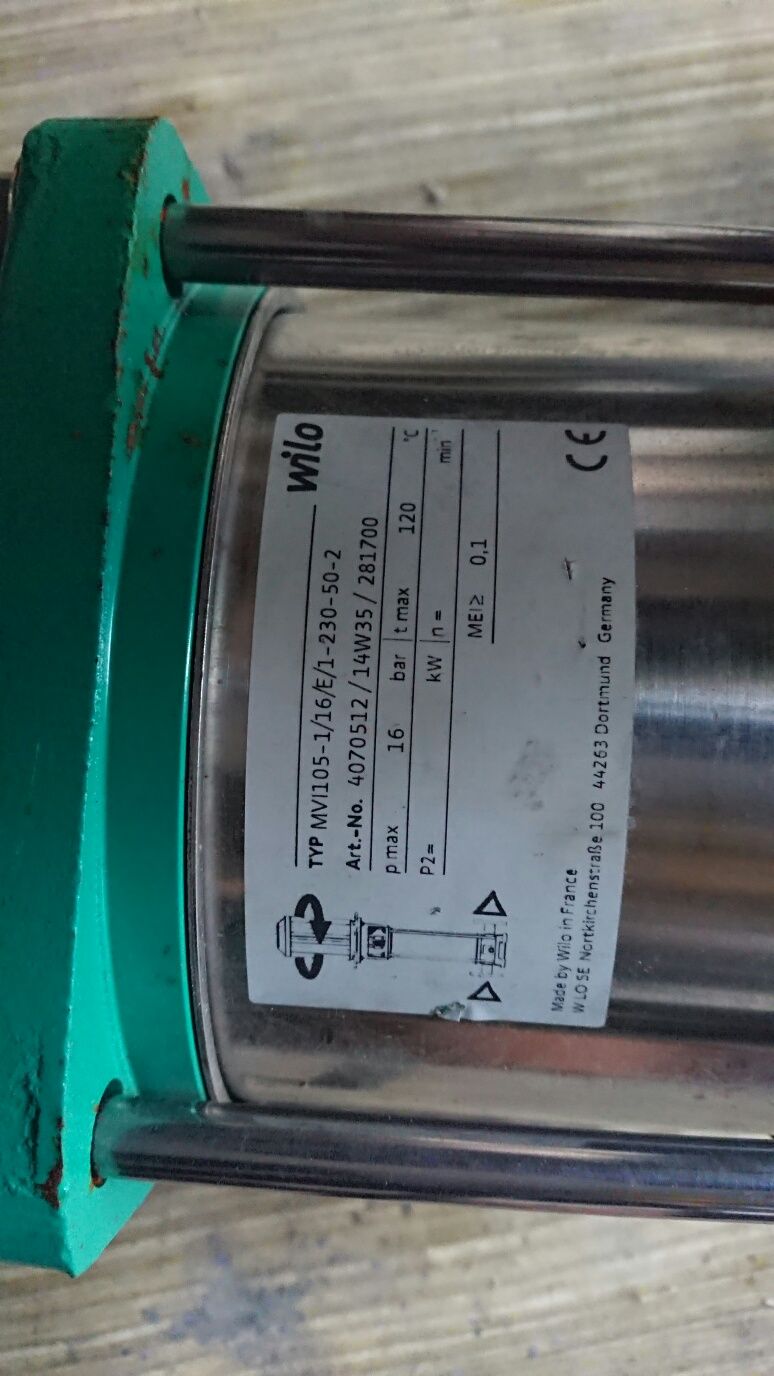 wilo
TYP MVI105-1/16/E/1-230-50-2
Art.-No. 4070512 / 14W35 / 281700
p max 16 bar t max 120 °C
P2= kW n = min⁻¹
MEI≥ 0,1
Made by Wilo in France
WILO SE Nortkirchenstraße 100 44263 Dortmund Germany
CE